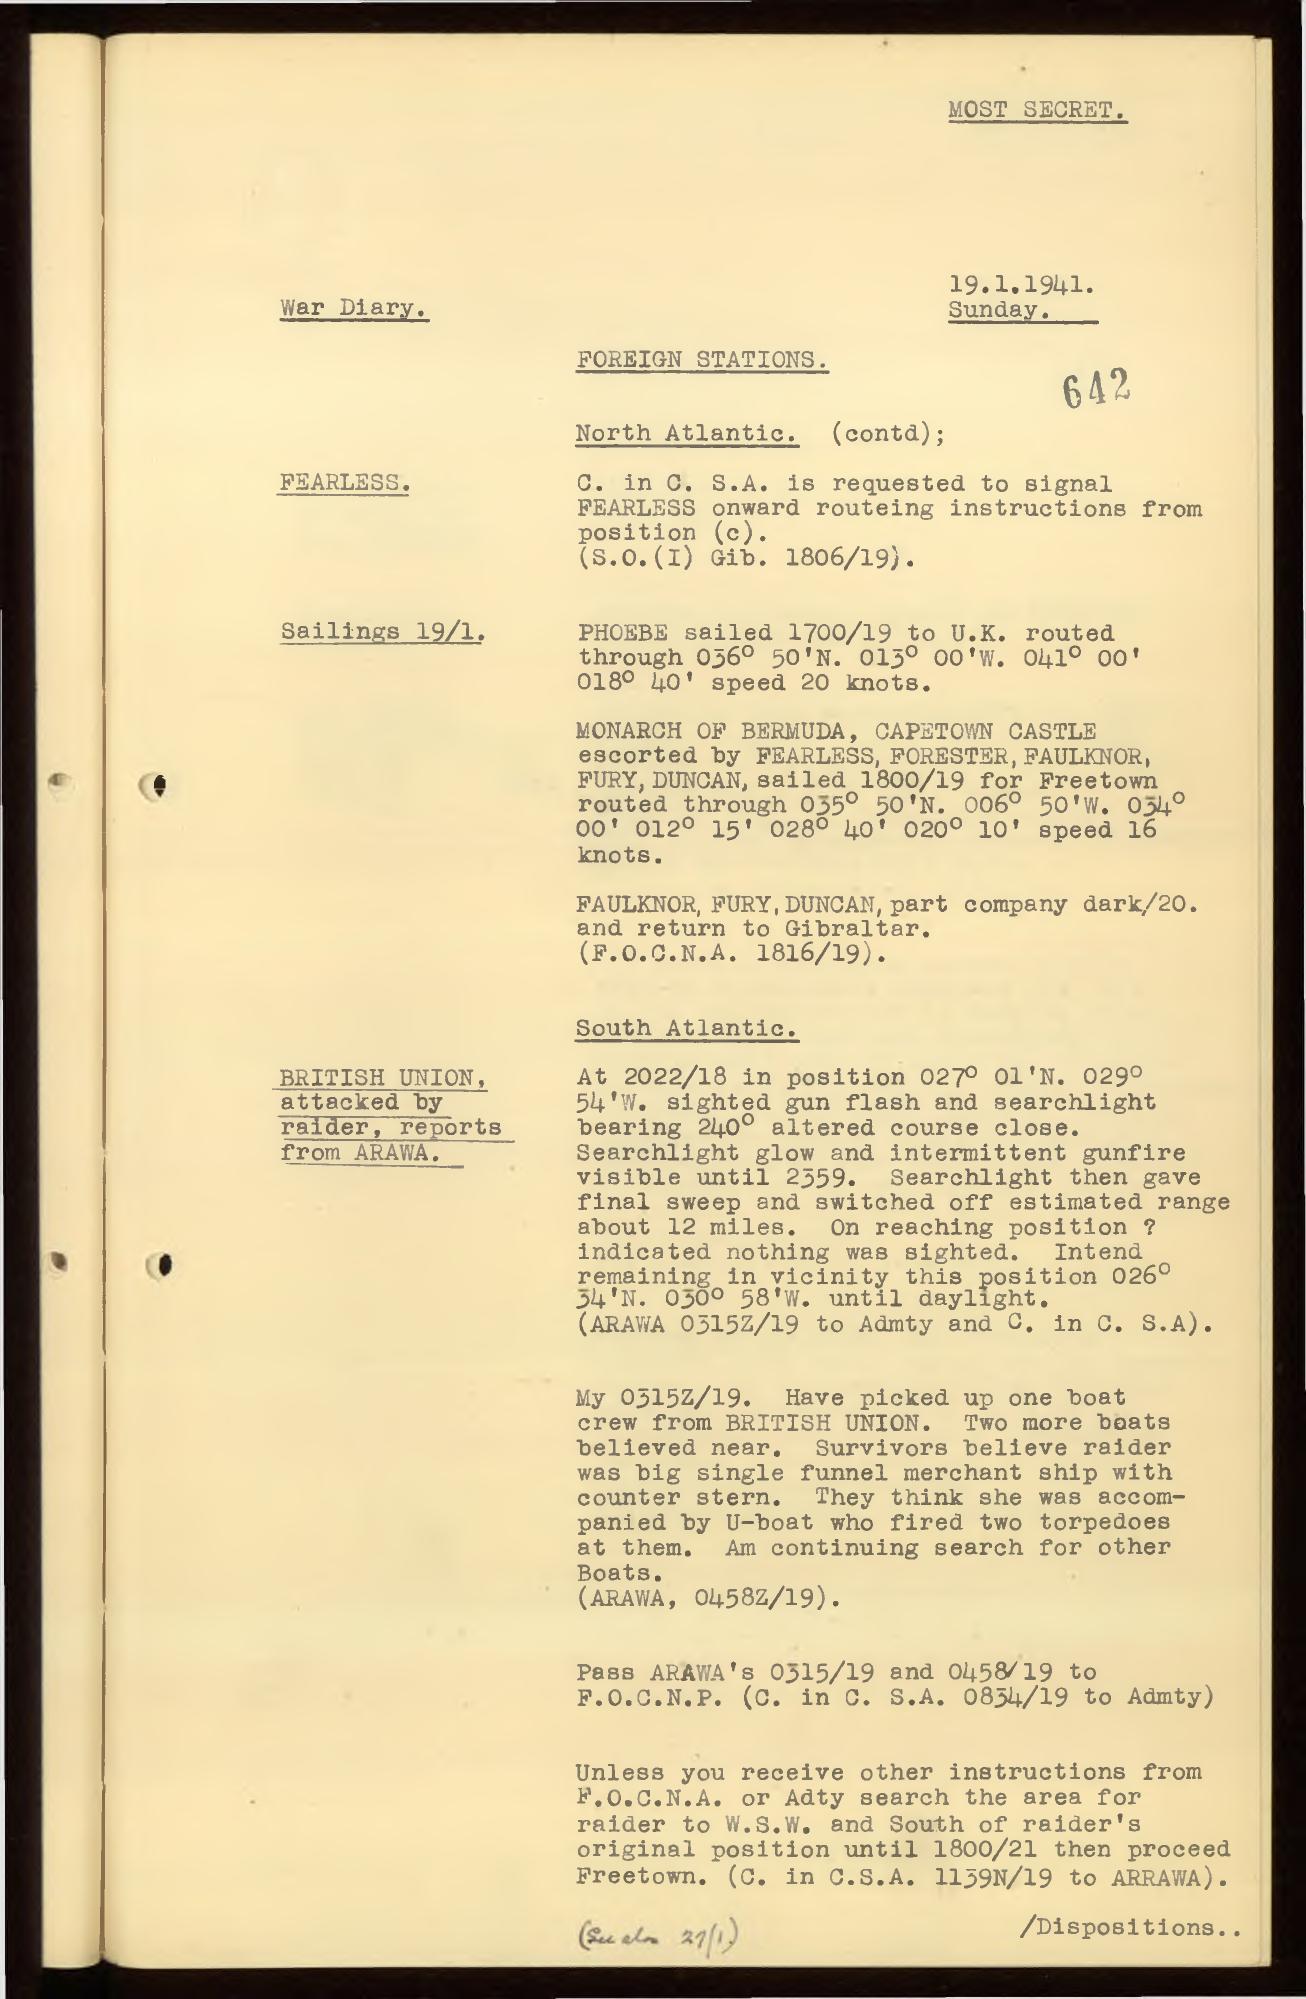 MOST SECRET.
19.1.1941.
War Diary.
Sunday.
FOREIGN STATIONS.
642
North Atlantic. (contd);
FEARLESS.
C. in C. S.A. is requested to signal
FEARLESS onward routeing instructions from
position (c).
(S.O.(I) Gib. 1806/19).
Sailings 19/1.
PHOEBE sailed 1700/19 to U.K. routed
through 036° 50'N. 013° 00'W. 041° 00'
018° 40' speed 20 knots.
MONARCH OF BERMUDA, CAPETOWN CASTLE
escorted by FEARLESS, FORESTER, FAULKNOR,
FURY, DUNCAN, sailed 1800/19 for Freetown
routed through 035° 50'N. 006° 50'W. 034°
00' 012° 15' 028° 40' 020° 10' speed 16
knots.
FAULKNOR, FURY, DUNCAN, part company dark/20.
and return to Gibraltar.
(F.O.C.N.A. 1816/19).
South Atlantic.
BRITISH UNION,
attacked by
raider, reports
from ARAWA.
At 2022/18 in position 027° 01'N. 029°
54'W. sighted gun flash and searchlight
bearing 240° altered course close.
Searchlight glow and intermittent gunfire
visible until 2359. Searchlight then gave
final sweep and switched off estimated range
about 12 miles. On reaching position ?
indicated nothing was sighted. Intend
remaining in vicinity this position 026°
34'N. 030° 58'W. until daylight.
(ARAWA 0315Z/19 to Admty and C. in C. S.A).
My 0315Z/19. Have picked up one boat
crew from BRITISH UNION. Two more boats
believed near. Survivors believe raider
was big single funnel merchant ship with
counter stern. They think she was accom-
panied by U-boat who fired two torpedoes
at them. Am continuing search for other
Boats.
(ARAWA, 0458Z/19).
Pass ARAWA's 0315/19 and 0458/19 to
F.O.C.N.P. (C. in C. S.A. 0834/19 to Admty)
Unless you receive other instructions from
F.O.C.N.A. or Adty search the area for
raider to W.S.W. and South of raider's
original position until 1800/21 then proceed
Freetown. (C. in C.S.A. 1139N/19 to ARRAWA).
(See also 27/1)
/Dispositions..